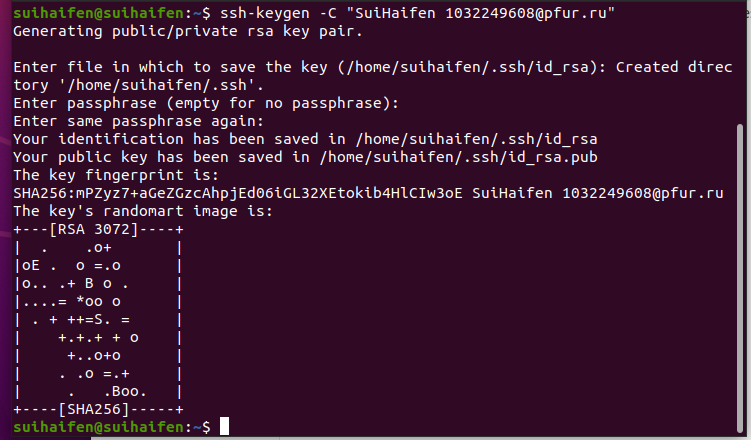 suihaifen@suihaifen:~$ ssh-keygen -C "SuiHaifen 1032249608@pfur.ru"
Generating public/private rsa key pair.

Enter file in which to save the key (/home/suihaifen/.ssh/id_rsa): Created direc
tory '/home/suihaifen/.ssh'.
Enter passphrase (empty for no passphrase):
Enter same passphrase again:
Your identification has been saved in /home/suihaifen/.ssh/id_rsa
Your public key has been saved in /home/suihaifen/.ssh/id_rsa.pub
The key fingerprint is:
SHA256:mPZyz7+aGeZGzcAhpjEd06iGL32XEtokib4HlCIw3oE SuiHaifen 1032249608@pfur.ru
The key's randomart image is:
+---[RSA 3072]----+
|  .     .o+      |
|oE .  o =.o      |
|o.. .+ B o .     |
|....= *oo o      |
| . + ++=S. =     |
|    +.+.+ + o    |
|     +..o+o      |
|    . .o =.+     |
|     .   .Boo.   |
+----[SHA256]-----+
suihaifen@suihaifen:~$